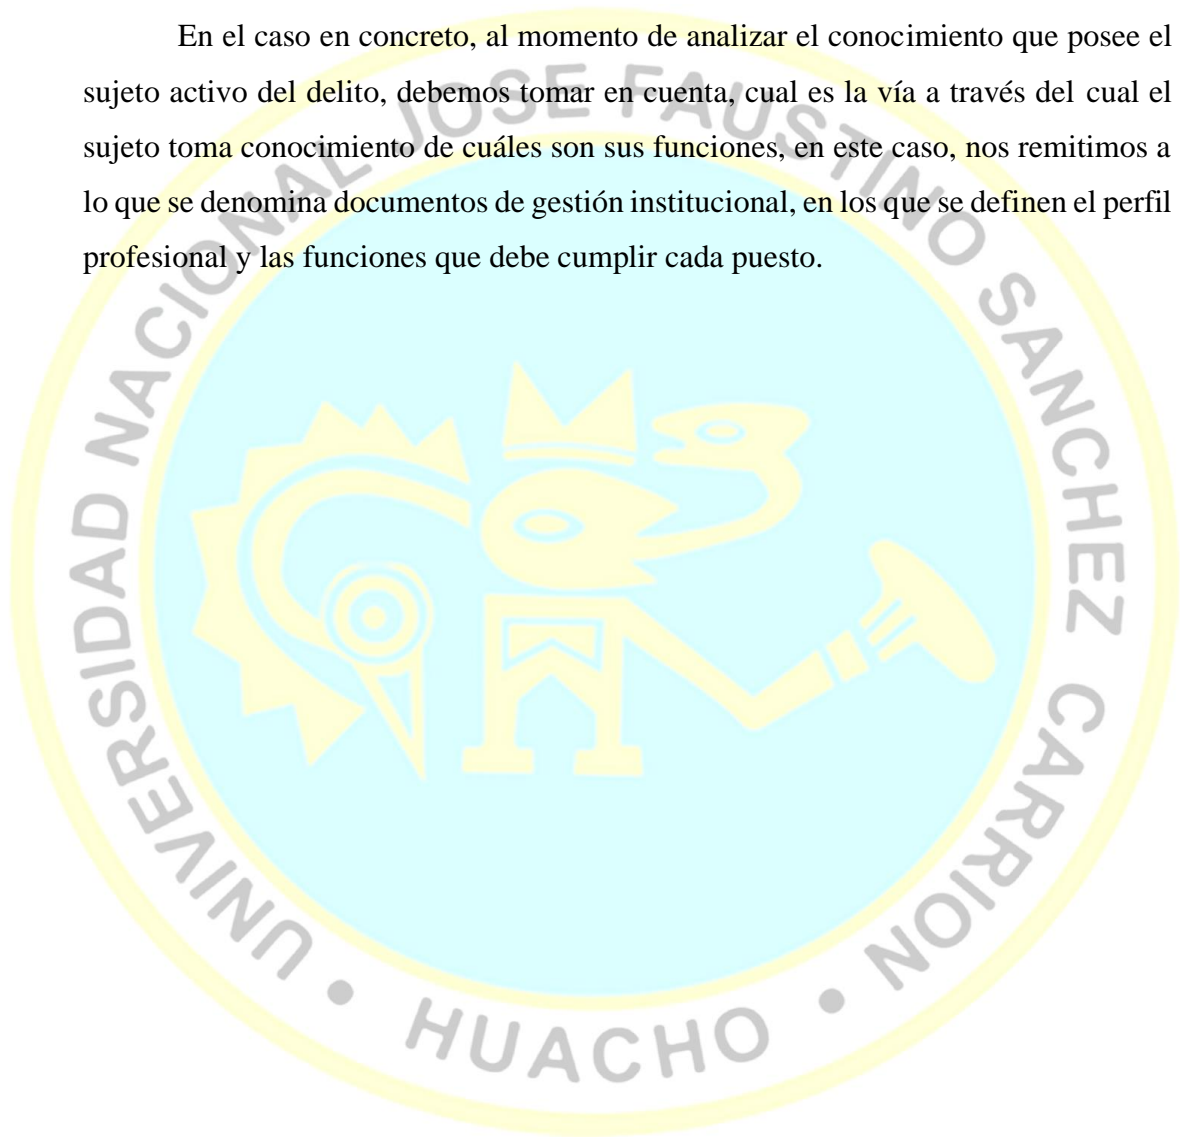 En el caso en concreto, al momento de analizar el conocimiento que posee el
sujeto activo del delito, debemos tomar en cuenta, cual es la vía a través del cual el
sujeto toma conocimiento de cuáles son sus funciones, en este caso, nos remitimos a
lo que se denomina documentos de gestión institucional, en los que se definen el perfil
profesional y las funciones que debe cumplir cada puesto.
UNIVERSIDAD NACIONAL JOSE FAUSTINO SANCHEZ CARRION
• HUACHO •